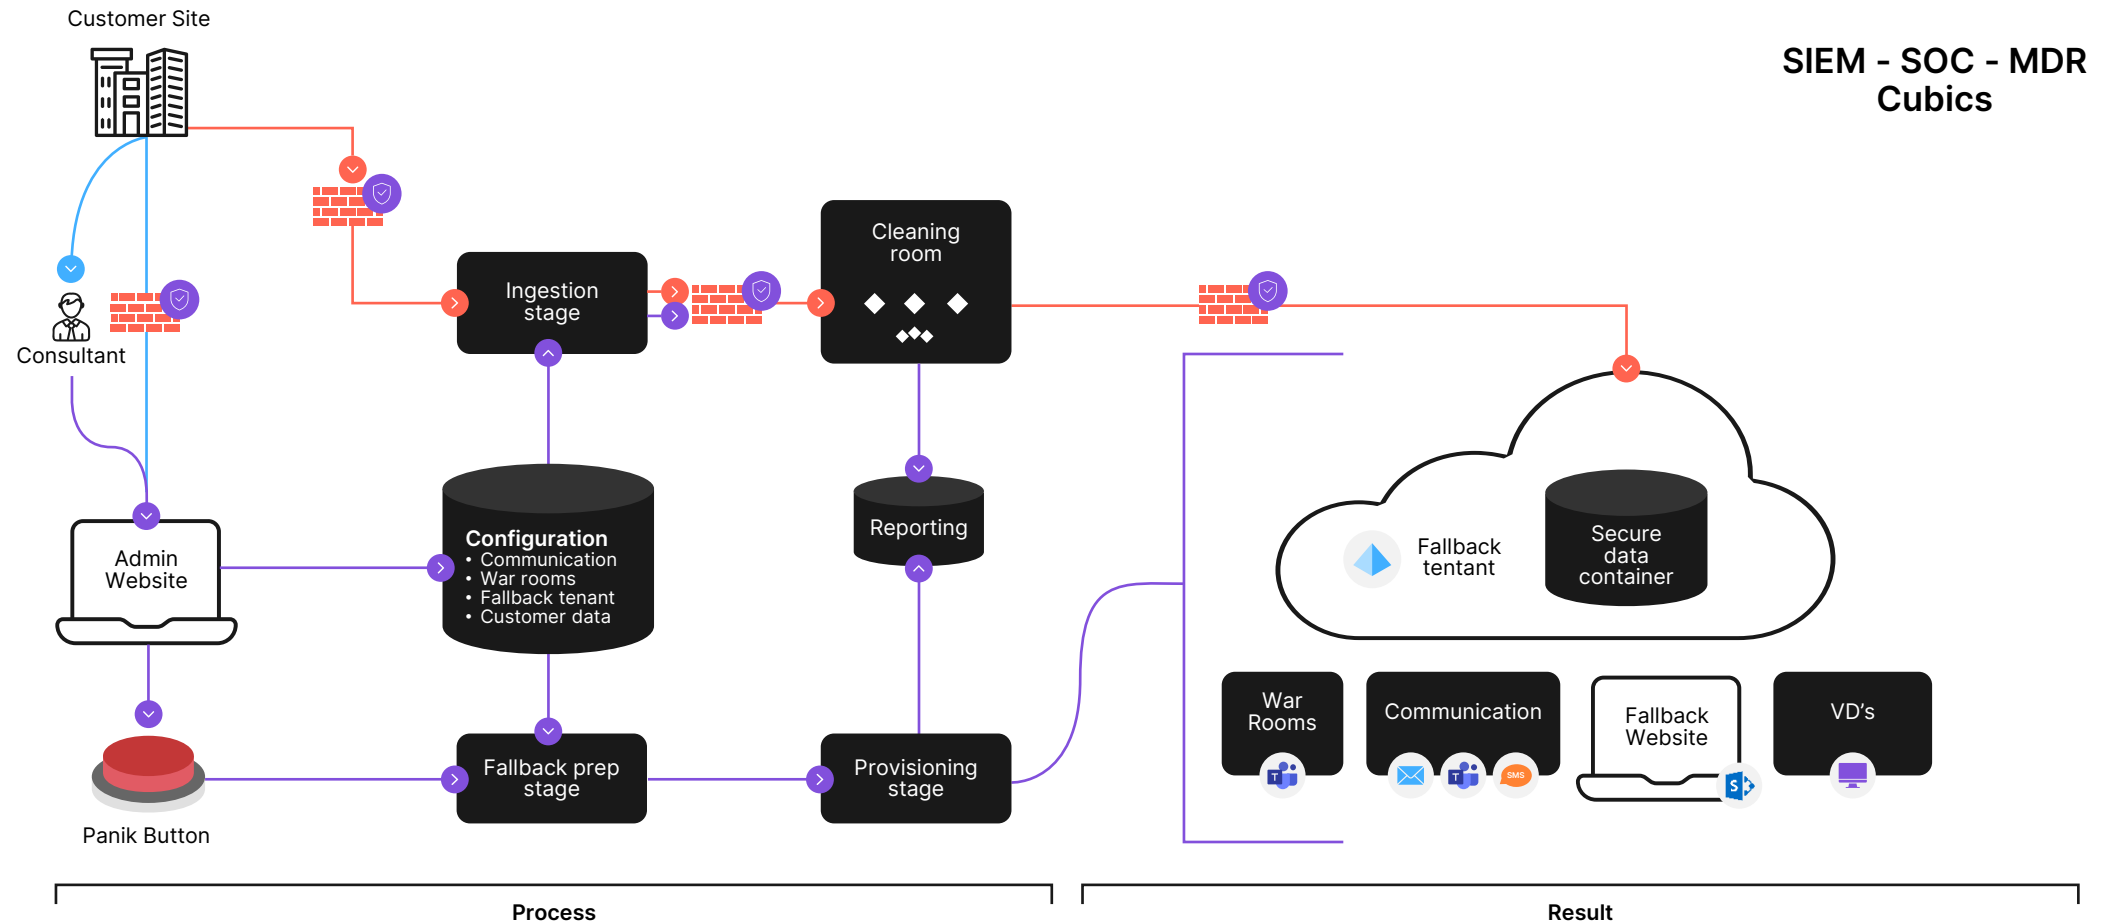 Customer Site
SIEM - SOC - MDR
Cubics
Consultant
Ingestion
stage
Cleaning
room
Admin
Website
Configuration
• Communication
• War rooms
• Fallback tenant
• Customer data
Reporting
Fallback
tentant
Secure
data
container
Panik Button
Fallback prep
stage
Provisioning
stage
War
Rooms
T
Communication
T
SMS
Fallback
Website
S
VD’s
Process
Result